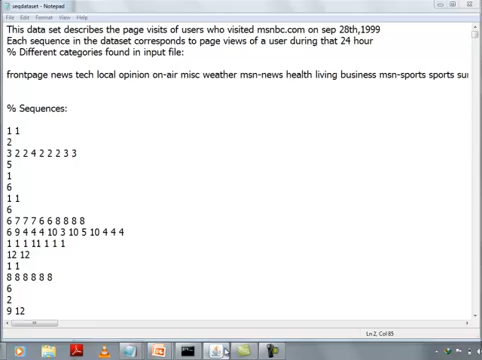 seqdataset - Notepad
File Edit Format View Help
This data set describes the page visits of users who visited msnbc.com on sep 28th,1999
Each sequence in the dataset corresponds to page views of a user during that 24 hour
% Different categories found in input file:
frontpage news tech local opinion on-air misc weather msn-news health living business msn-sports sports sum
% Sequences:
1 1
2
3 2 2 4 2 2 2 3 3
5
1
6
1 1
6
6 7 7 7 6 6 8 8 8 8
6 9 4 4 4 10 3 10 5 10 4 4 4
1 1 1 11 1 1 1
12 12
1 1
8 8 8 8 8 8
6
2
9 12
Ln 2, Col 85